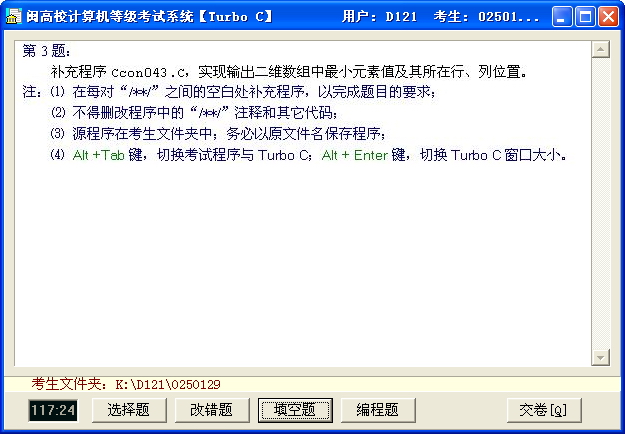 闽高校计算机等级考试系统【Turbo C】 用户：D121 考生：02501...
第 3 题：
补充程序 Ccon043.C，实现输出二维数组中最小元素值及其所在行、列位置。
注：⑴ 在每对“/**/”之间的空白处补充程序，以完成题目的要求；
⑵ 不得删改程序中的“/**/”注释和其它代码；
⑶ 源程序在考生文件夹中；务必以原文件名保存程序；
⑷ Alt +Tab 键，切换考试程序与 Turbo C；Alt + Enter 键，切换 Turbo C 窗口大小。
考生文件夹：K:\D121\0250129
117:24 选择题 改错题 填空题 编程题 交卷[Q]